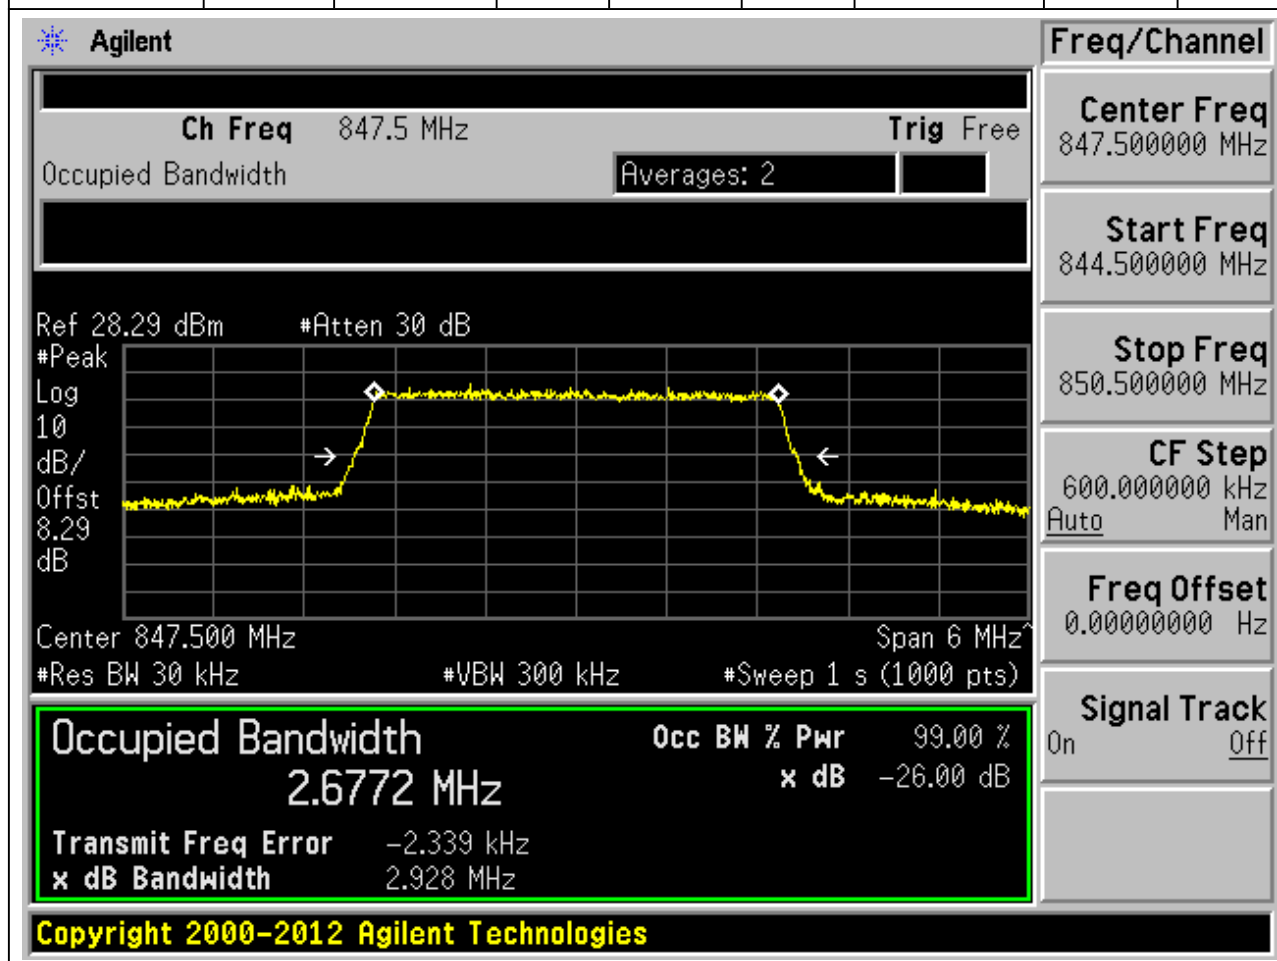 Agilent
Freq/Channel
Ch Freq 847.5 MHz Trig Free
Occupied Bandwidth Averages: 2
Center Freq
847.500000 MHz
Start Freq
844.500000 MHz
Stop Freq
850.500000 MHz
CF Step
600.000000 kHz
Auto Man
Freq Offset
0.00000000 Hz
Signal Track
On Off
Ref 28.29 dBm #Atten 30 dB
#Peak
Log
10
dB/
Offst
8.29
dB
Center 847.500 MHz Span 6 MHz^
#Res BW 30 kHz #VBW 300 kHz #Sweep 1 s (1000 pts)
Occupied Bandwidth Occ BW % Pwr 99.00 %
2.6772 MHz x dB -26.00 dB
Transmit Freq Error -2.339 kHz
x dB Bandwidth 2.928 MHz
Copyright 2000-2012 Agilent Technologies